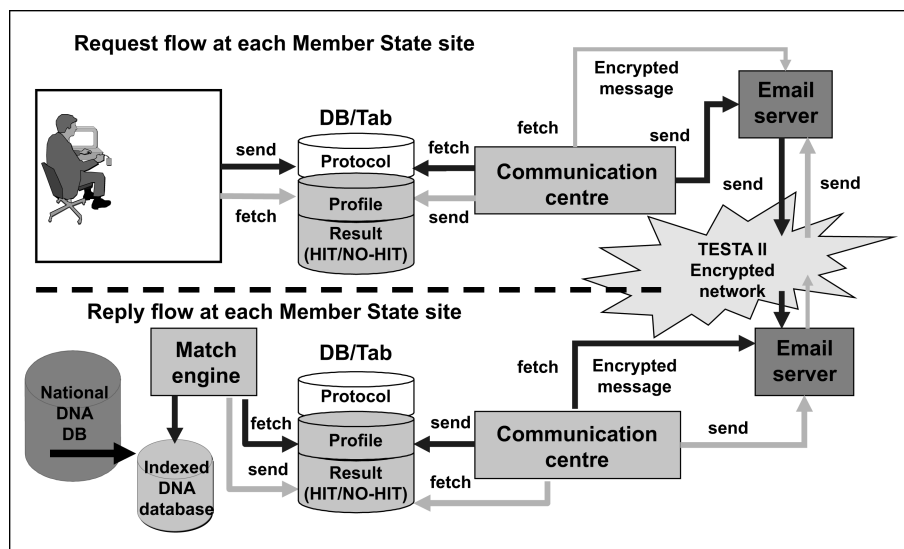 Request flow at each Member State site
Encrypted
message
Email
server
DB/Tab
send
fetch
fetch
send
Protocol
Communication
centre
Profile
fetch
send
Result
(HIT/NO-HIT)
send
send
TESTA II
Encrypted
network
Reply flow at each Member State site
Match
engine
DB/Tab
fetch
Encrypted
message
Email
server
National
DNA
DB
Protocol
fetch
send
Profile
Communication
centre
send
send
Result
(HIT/NO-HIT)
fetch
Indexed
DNA
database